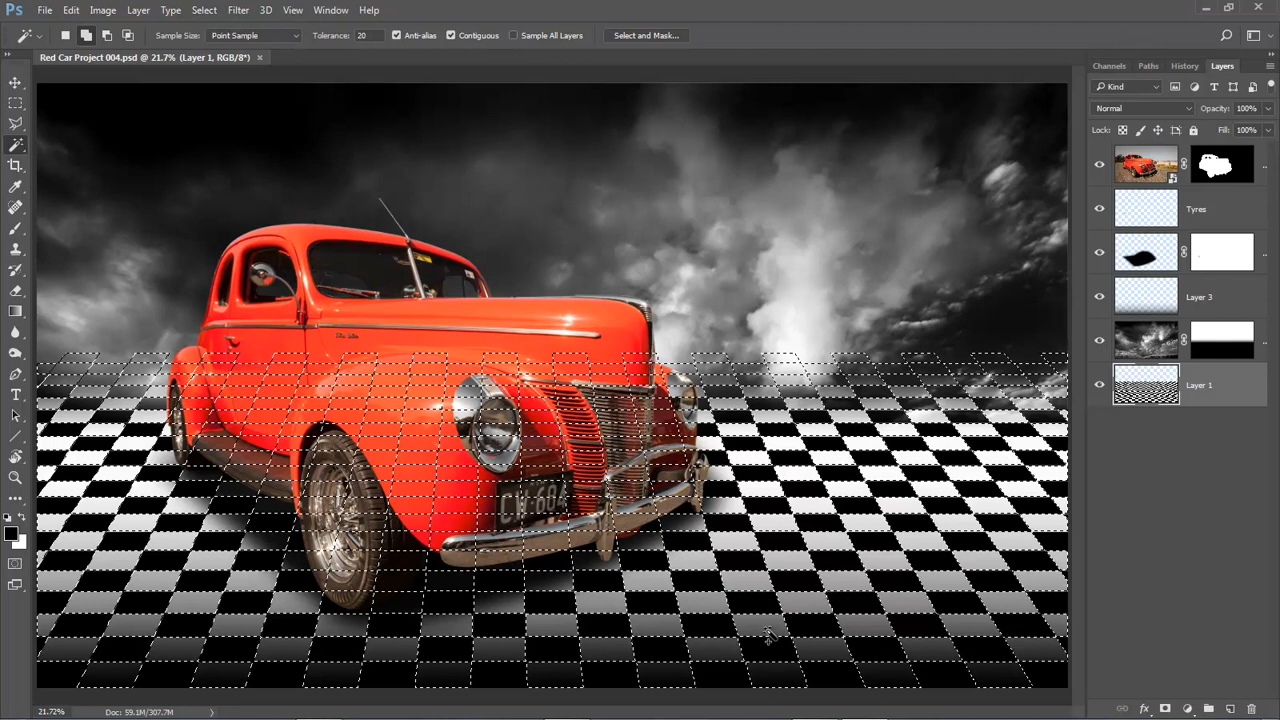 Ps File Edit Image Layer Type Select Filter 3D View Window Help
Sample Size: Point Sample Tolerance: 20 Anti-alias Contiguous Sample All Layers Select and Mask...
Red Car Project 004.psd @ 21.7% (Layer 1, RGB/8*) ×
Channels Paths History Layers
Kind
Normal Opacity: 100%
Lock: Fill: 100%
Tyres
Layer 3
Layer 1
CW·604
21.72% Doc: 59.1M/307.7M